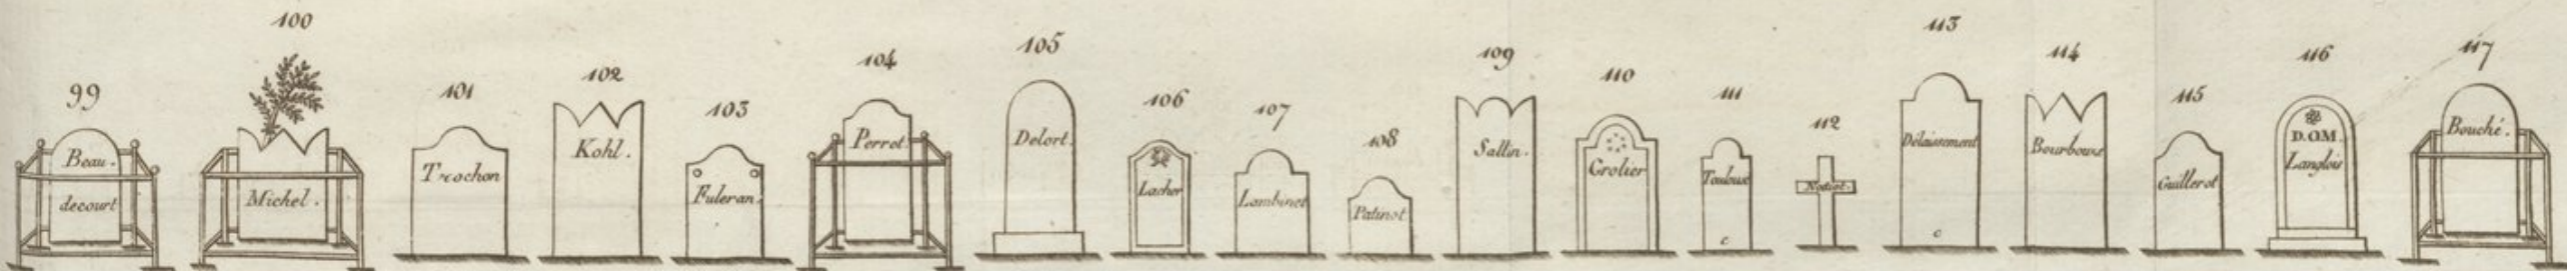 99
Beau-
decourt
100
Michel.
101
Trochon
102
Kohl.
103
Fuleran.
104
Perrot.
105
Delort.
106
Lacher
107
Lambinet
108
Patinot
109
Sallin.
110
Grolier
111
Toulouse
c
112
113
Délaissement
c
114
115
Guillerot
116
D.O.M.
Langlois
117
Bouché.